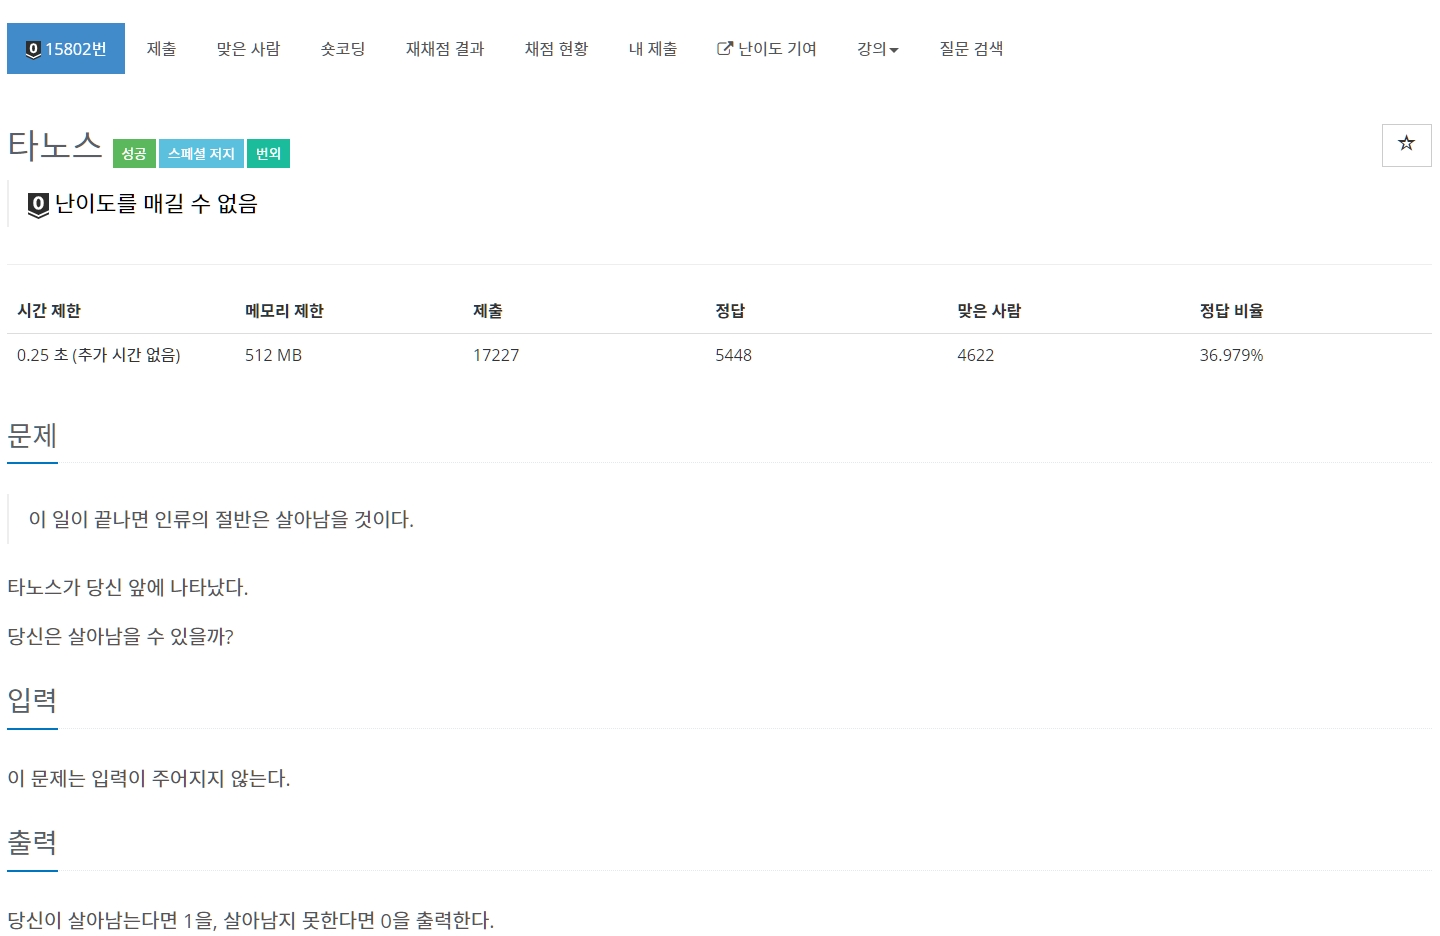 0 15802번 제출 맞은 사람 숏코딩 재채점 결과 채점 현황 내 제출 난이도 기여 강의 질문 검색
타노스 성공 스페셜 저지 번외
0 난이도를 매길 수 없음
시간 제한 메모리 제한 제출 정답 맞은 사람 정답 비율
0.25 초 (추가 시간 없음) 512 MB 17227 5448 4622 36.979%
문제
이 일이 끝나면 인류의 절반은 살아남을 것이다.
타노스가 당신 앞에 나타났다.
당신은 살아남을 수 있을까?
입력
이 문제는 입력이 주어지지 않는다.
출력
당신이 살아남는다면 1을, 살아남지 못한다면 0을 출력한다.